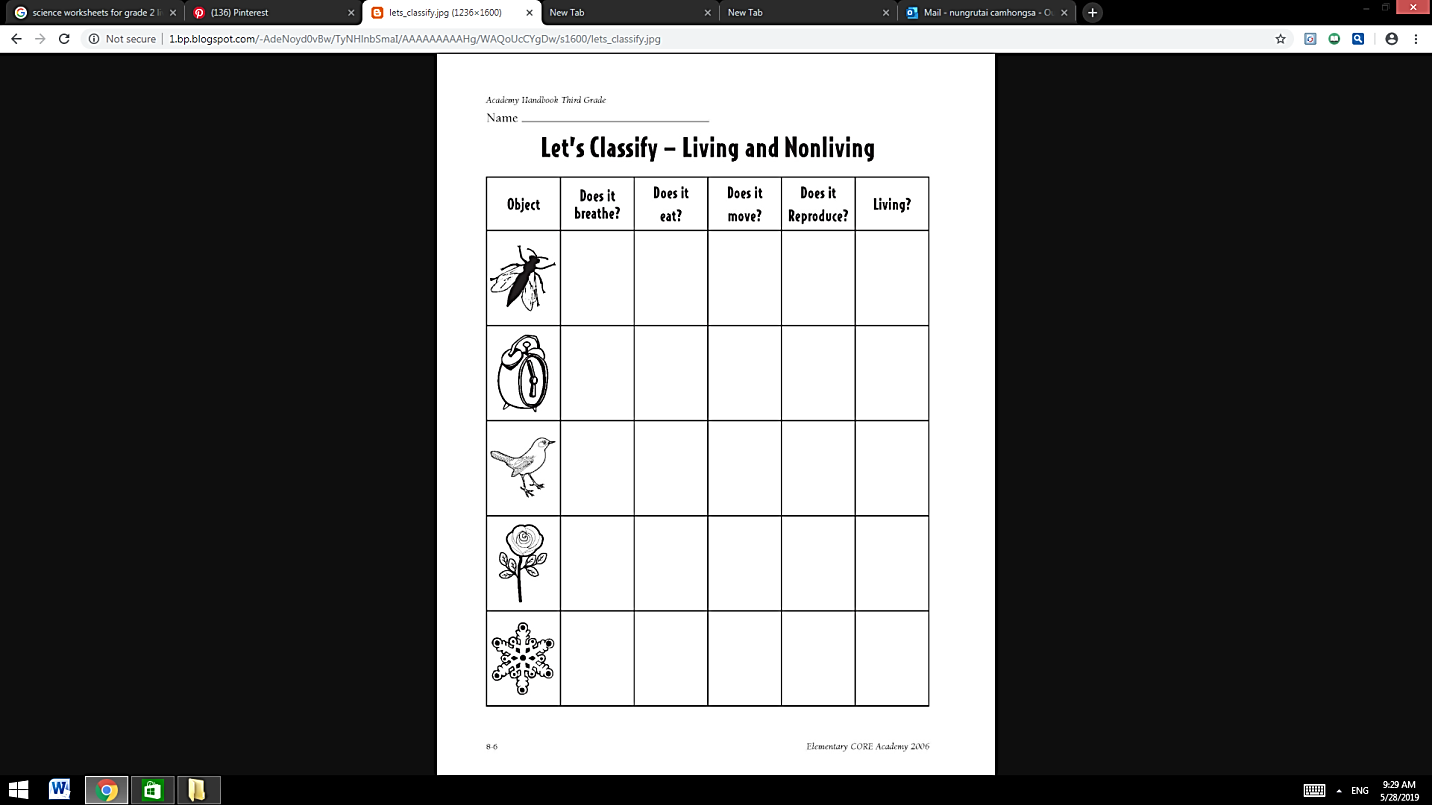 science worksheets for grade 2 li
(136) Pinterest
lets_classify.jpg (1236×1600)
New Tab
New Tab
Mail - nungrutai camhongsa - Ou
Not secure
1.bp.blogspot.com/-AdeNoyd0vBw/TyNHInbSmaI/AAAAAAAAAHg/WAQoUcCYgDw/s1600/lets_classify.jpg
Academy Handbook Third Grade
Name
Let's Classify – Living and Nonliving
Object
Does it
breathe?
Does it
eat?
Does it
move?
Does it
Reproduce?
Living?
8-6
Elementary CORE Academy 2006
ENG
9:29 AM
5/28/2019